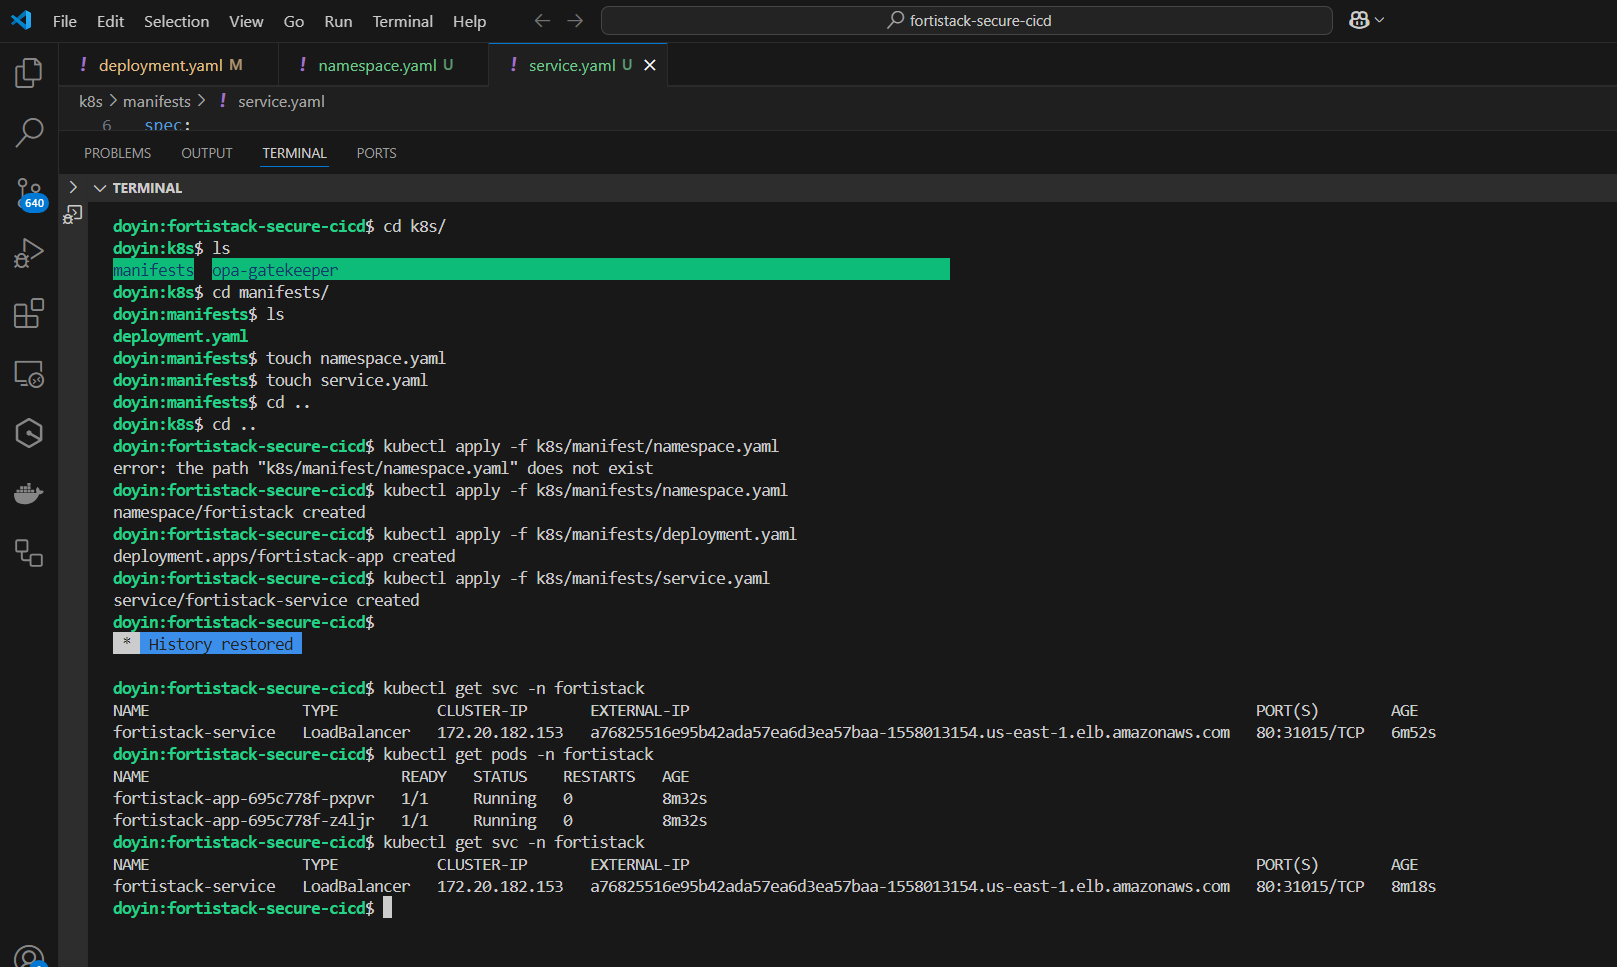 File Edit Selection View Go Run Terminal Help
fortistack-secure-cicd
! deployment.yaml M
! namespace.yaml U
! service.yaml U
k8s > manifests > ! service.yaml
6 spec:
PROBLEMS OUTPUT TERMINAL PORTS
TERMINAL
640
doyin:fortistack-secure-cicd$ cd k8s/
doyin:k8s$ ls
manifests opa-gatekeeper
doyin:k8s$ cd manifests/
doyin:manifests$ ls
deployment.yaml
doyin:manifests$ touch namespace.yaml
doyin:manifests$ touch service.yaml
doyin:manifests$ cd ..
doyin:k8s$ cd ..
doyin:fortistack-secure-cicd$ kubectl apply -f k8s/manifest/namespace.yaml
error: the path "k8s/manifest/namespace.yaml" does not exist
doyin:fortistack-secure-cicd$ kubectl apply -f k8s/manifests/namespace.yaml
namespace/fortistack created
doyin:fortistack-secure-cicd$ kubectl apply -f k8s/manifests/deployment.yaml
deployment.apps/fortistack-app created
doyin:fortistack-secure-cicd$ kubectl apply -f k8s/manifests/service.yaml
service/fortistack-service created
doyin:fortistack-secure-cicd$
* History restored
doyin:fortistack-secure-cicd$ kubectl get svc -n fortistack
NAME TYPE CLUSTER-IP EXTERNAL-IP PORT(S) AGE
fortistack-service LoadBalancer 172.20.182.153 a76825516e95b42ada57ea6d3ea57baa-1558013154.us-east-1.elb.amazonaws.com 80:31015/TCP 6m52s
doyin:fortistack-secure-cicd$ kubectl get pods -n fortistack
NAME READY STATUS RESTARTS AGE
fortistack-app-695c778f-pxpvr 1/1 Running 0 8m32s
fortistack-app-695c778f-z4ljr 1/1 Running 0 8m32s
doyin:fortistack-secure-cicd$ kubectl get svc -n fortistack
NAME TYPE CLUSTER-IP EXTERNAL-IP PORT(S) AGE
fortistack-service LoadBalancer 172.20.182.153 a76825516e95b42ada57ea6d3ea57baa-1558013154.us-east-1.elb.amazonaws.com 80:31015/TCP 8m18s
doyin:fortistack-secure-cicd$